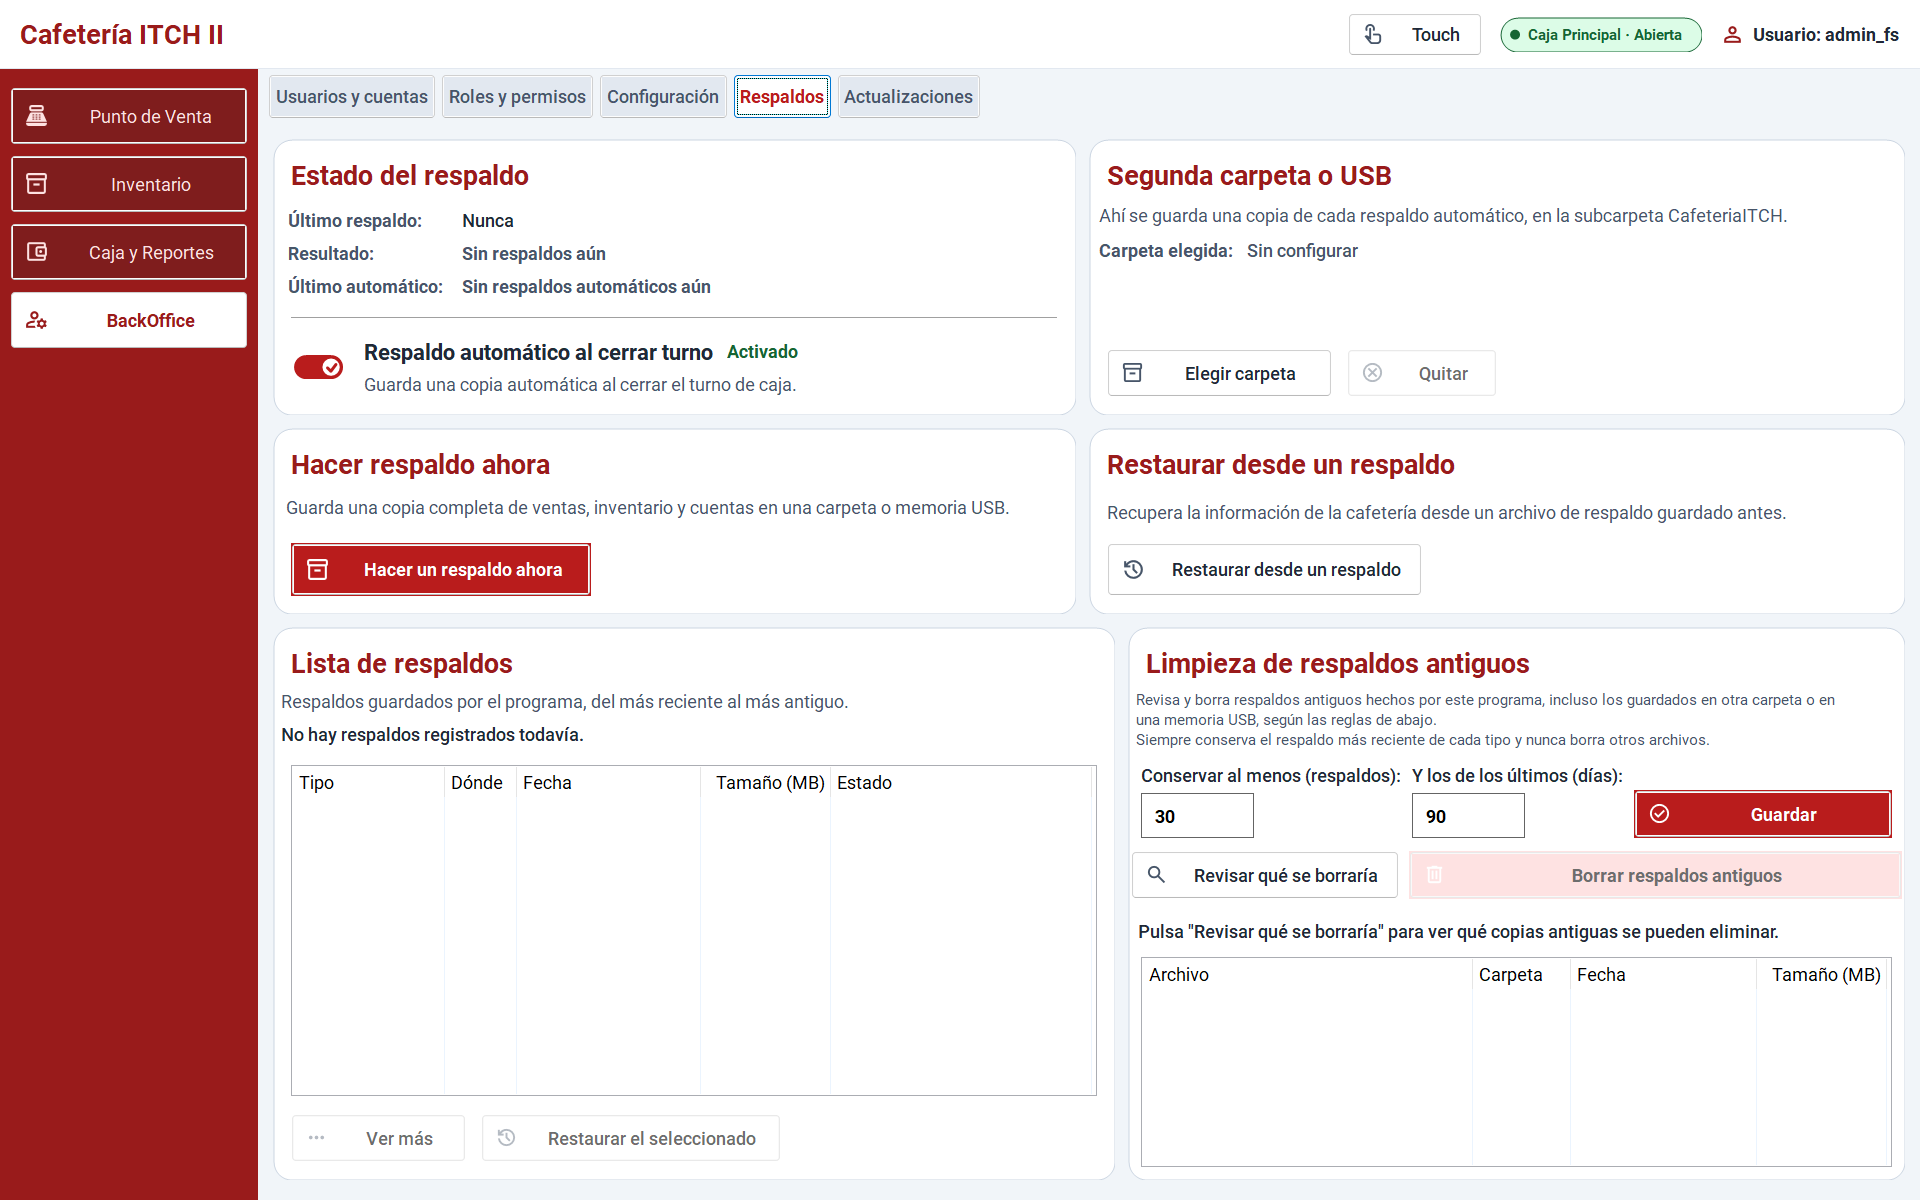 Cafetería ITCH II
Touch
Caja Principal · Abierta
Usuario: admin_fs
Punto de Venta
Inventario
Caja y Reportes
BackOffice
Usuarios y cuentas
Roles y permisos
Configuración
Respaldos
Actualizaciones
Estado del respaldo
Último respaldo: Nunca
Resultado: Sin respaldos aún
Último automático: Sin respaldos automáticos aún
Respaldo automático al cerrar turno Activado
Guarda una copia automática al cerrar el turno de caja.
Segunda carpeta o USB
Ahí se guarda una copia de cada respaldo automático, en la subcarpeta CafeteriaITCH.
Carpeta elegida: Sin configurar
Elegir carpeta
Quitar
Hacer respaldo ahora
Guarda una copia completa de ventas, inventario y cuentas en una carpeta o memoria USB.
Hacer un respaldo ahora
Restaurar desde un respaldo
Recupera la información de la cafetería desde un archivo de respaldo guardado antes.
Restaurar desde un respaldo
Lista de respaldos
Respaldos guardados por el programa, del más reciente al más antiguo.
No hay respaldos registrados todavía.
Tipo Dónde Fecha Tamaño (MB) Estado
Ver más
Restaurar el seleccionado
Limpieza de respaldos antiguos
Revisa y borra respaldos antiguos hechos por este programa, incluso los guardados en otra carpeta o en
una memoria USB, según las reglas de abajo.
Siempre conserva el respaldo más reciente de cada tipo y nunca borra otros archivos.
Conservar al menos (respaldos): Y los de los últimos (días):
30
90
Guardar
Revisar qué se borraría
Borrar respaldos antiguos
Pulsa "Revisar qué se borraría" para ver qué copias antiguas se pueden eliminar.
Archivo Carpeta Fecha Tamaño (MB)